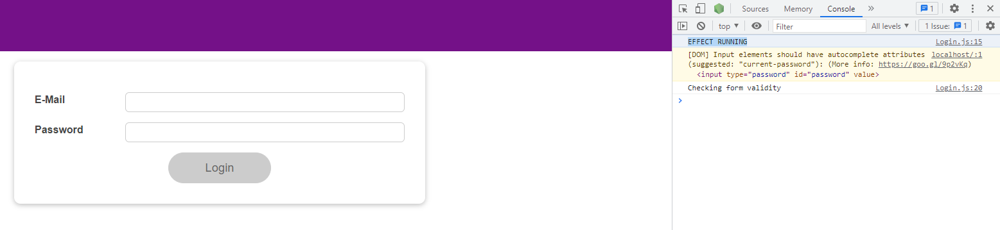 E-Mail
Password
Login
Sources Memory Console 1
top Filter All levels 1 Issue: 1
EFFECT RUNNING Login.js:15
[DOM] Input elements should have autocomplete attributes localhost/:1
(suggested: "current-password"): (More info: https://goo.gl/9p2vKq)
<input type="password" id="password" value>
Checking form validity Login.js:20